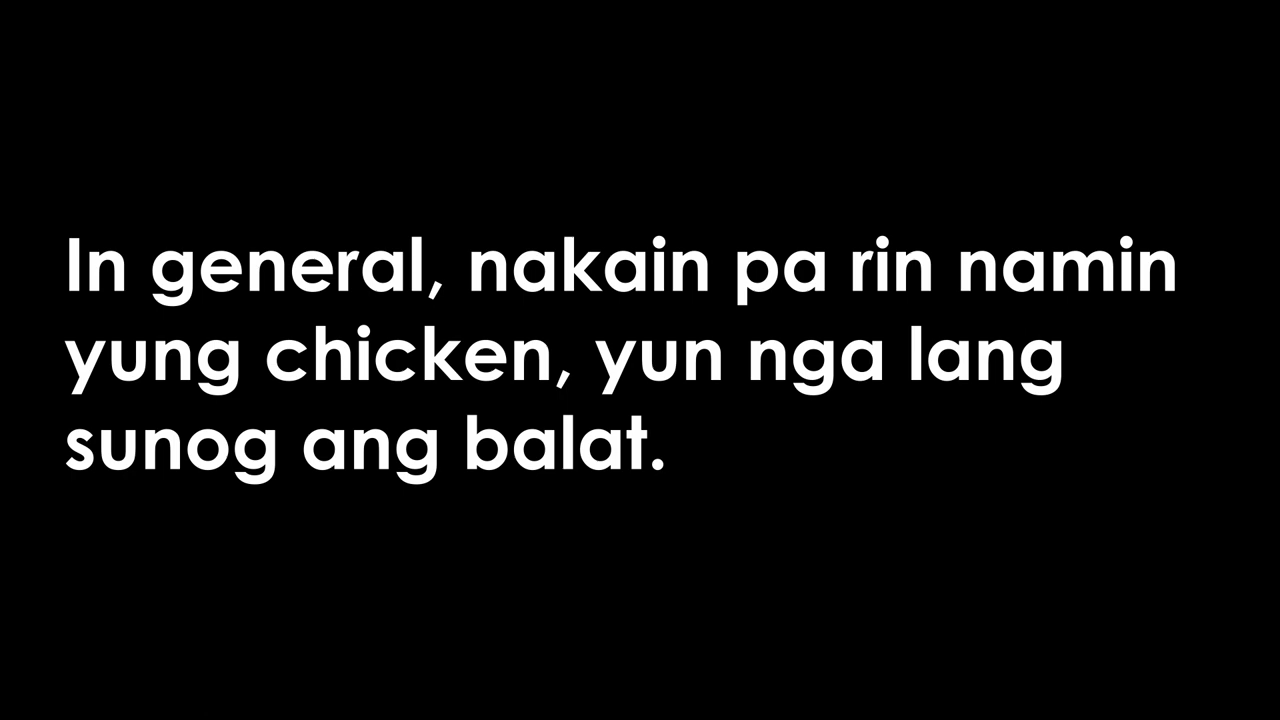 In general, nakain pa rin namin
yung chicken, yun nga lang
sunog ang balat.